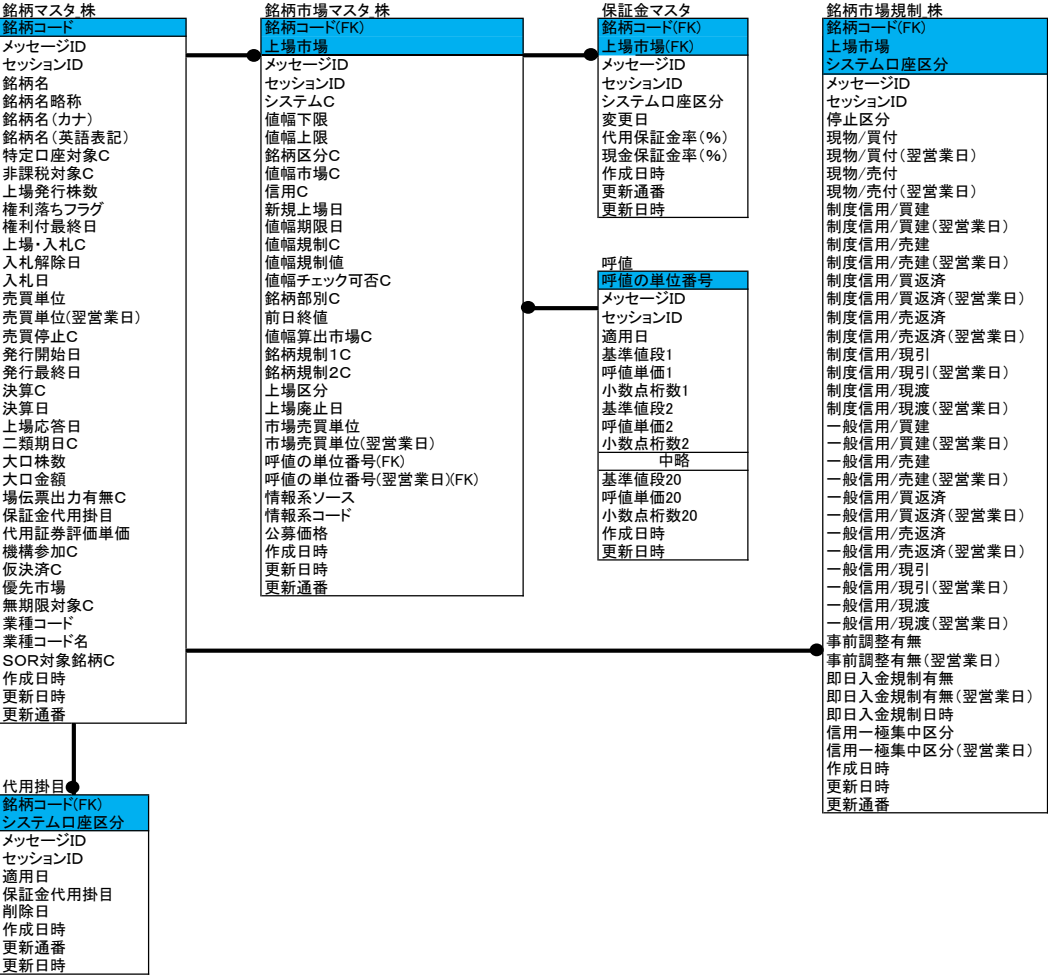 銘柄マスタ_株
銘柄コード
メッセージID
セッションID
銘柄名
銘柄名略称
銘柄名(カナ)
銘柄名(英語表記)
特定口座対象C
非課税対象C
上場発行株数
権利落ちフラグ
権利付最終日
上場・入札C
入札解除日
入札日
売買単位
売買単位(翌営業日)
売買停止C
発行開始日
発行最終日
決算C
決算日
上場応答日
二類期日C
大口株数
大口金額
場伝票出力有無C
保証金代用掛目
代用証券評価単価
機構参加C
仮決済C
優先市場
無期限対象C
業種コード
業種コード名
SOR対象銘柄C
作成日時
更新日時
更新通番
銘柄市場マスタ_株
銘柄コード(FK)
上場市場
メッセージID
セッションID
システムC
値幅下限
値幅上限
銘柄区分C
値幅市場C
信用C
新規上場日
値幅期限日
値幅規制C
値幅規制値
値幅チェック可否C
銘柄部別C
前日終値
値幅算出市場C
銘柄規制1C
銘柄規制2C
上場区分
上場廃止日
市場売買単位
市場売買単位(翌営業日)
呼値の単位番号(FK)
呼値の単位番号(翌営業日)(FK)
情報系ソース
情報系コード
公募価格
作成日時
更新日時
更新通番
保証金マスタ
銘柄コード(FK)
上場市場(FK)
メッセージID
セッションID
システム口座区分
変更日
代用保証金率(%)
現金保証金率(%)
作成日時
更新通番
更新日時
呼値
呼値の単位番号
メッセージID
セッションID
適用日
基準値段1
呼値単価1
小数点桁数1
基準値段2
呼値単価2
小数点桁数2
中略
基準値段20
呼値単価20
小数点桁数20
作成日時
更新日時
銘柄市場規制_株
銘柄コード(FK)
上場市場
システム口座区分
メッセージID
セッションID
停止区分
現物/買付
現物/買付(翌営業日)
現物/売付
現物/売付(翌営業日)
制度信用/買建
制度信用/買建(翌営業日)
制度信用/売建
制度信用/売建(翌営業日)
制度信用/買返済
制度信用/買返済(翌営業日)
制度信用/売返済
制度信用/売返済(翌営業日)
制度信用/現引
制度信用/現引(翌営業日)
制度信用/現渡
制度信用/現渡(翌営業日)
一般信用/買建
一般信用/買建(翌営業日)
一般信用/売建
一般信用/売建(翌営業日)
一般信用/買返済
一般信用/買返済(翌営業日)
一般信用/売返済
一般信用/売返済(翌営業日)
一般信用/現引
一般信用/現引(翌営業日)
一般信用/現渡
一般信用/現渡(翌営業日)
事前調整有無
事前調整有無(翌営業日)
即日入金規制有無
即日入金規制有無(翌営業日)
即日入金規制日時
信用一極集中区分
信用一極集中区分(翌営業日)
作成日時
更新日時
更新通番
代用掛目
銘柄コード(FK)
システム口座区分
メッセージID
セッションID
適用日
保証金代用掛目
削除日
作成日時
更新通番
更新日時